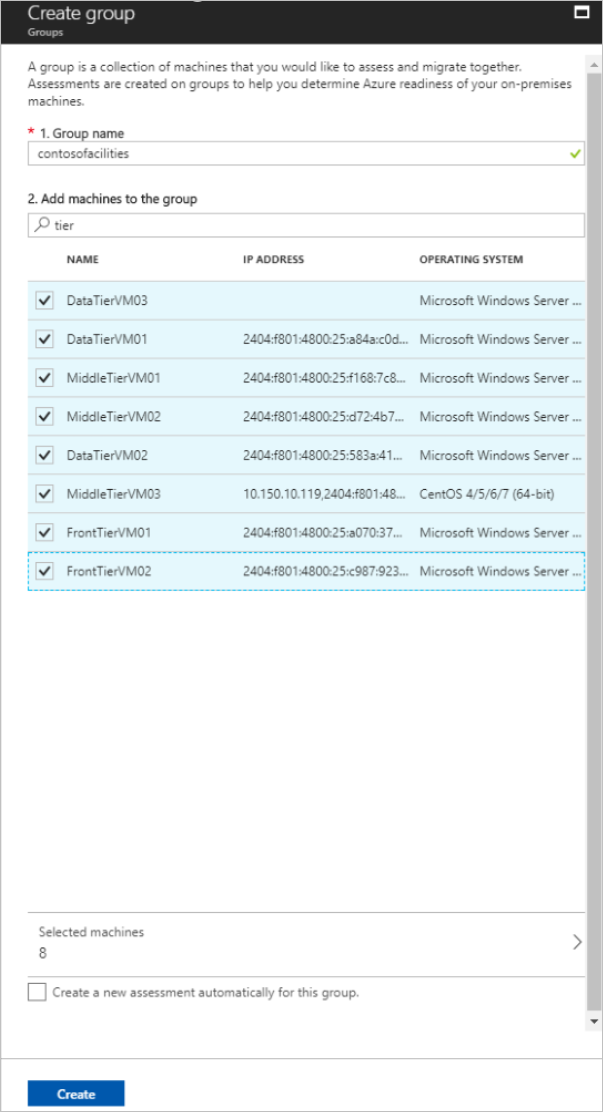 Create group
Groups
A group is a collection of machines that you would like to assess and migrate together.
Assessments are created on groups to help you determine Azure readiness of your on-premises
machines.
* 1. Group name
contosofacilities
2. Add machines to the group
tier
NAME IP ADDRESS OPERATING SYSTEM
DataTierVM03 Microsoft Windows Server ...
DataTierVM01 2404:f801:4800:25:a84a:c0d... Microsoft Windows Server ...
MiddleTierVM01 2404:f801:4800:25:f168:7c8... Microsoft Windows Server ...
MiddleTierVM02 2404:f801:4800:25:d72:4b7... Microsoft Windows Server ...
DataTierVM02 2404:f801:4800:25:583a:41... Microsoft Windows Server ...
MiddleTierVM03 10.150.10.119,2404:f801:48... CentOS 4/5/6/7 (64-bit)
FrontTierVM01 2404:f801:4800:25:a070:37... Microsoft Windows Server ...
FrontTierVM02 2404:f801:4800:25:c987:923... Microsoft Windows Server ...
Selected machines
8
Create a new assessment automatically for this group.
Create